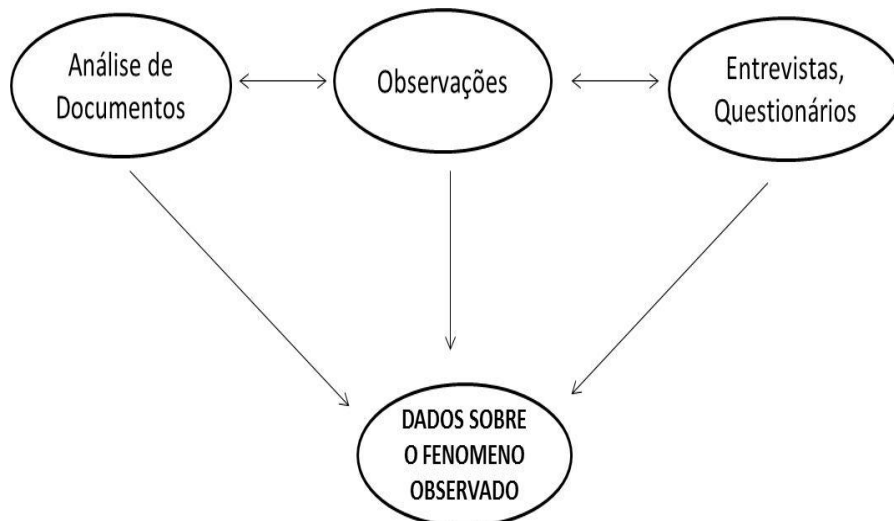 Análise de
Documentos
Observações
Entrevistas,
Questionários
DADOS SOBRE
O FENOMENO
OBSERVADO